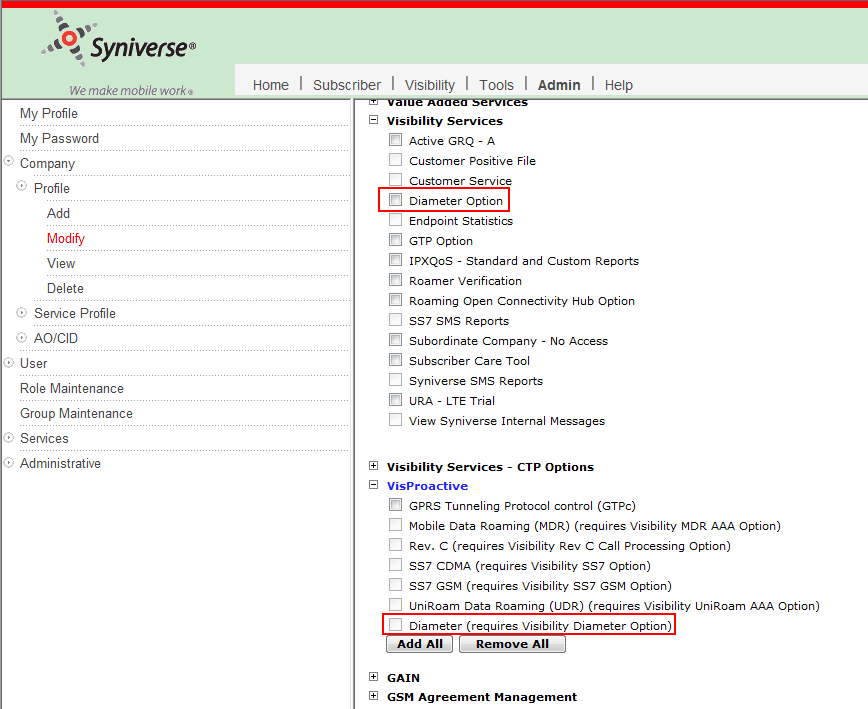 Syniverse®
We make mobile work®
Home Subscriber Visibility Tools Admin Help
My Profile
My Password
Company
Profile
Add
Modify
View
Delete
Service Profile
AO/CID
User
Role Maintenance
Group Maintenance
Services
Administrative
Value Added Services
Visibility Services
Active GRQ - A
Customer Positive File
Customer Service
Diameter Option
Endpoint Statistics
GTP Option
IPXQoS - Standard and Custom Reports
Roamer Verification
Roaming Open Connectivity Hub Option
SS7 SMS Reports
Subordinate Company - No Access
Subscriber Care Tool
Syniverse SMS Reports
URA - LTE Trial
View Syniverse Internal Messages
Visibility Services - CTP Options
VisProactive
GPRS Tunneling Protocol control (GTPc)
Mobile Data Roaming (MDR) (requires Visibility MDR AAA Option)
Rev. C (requires Visibility Rev C Call Processing Option)
SS7 CDMA (requires Visibility SS7 Option)
SS7 GSM (requires Visibility SS7 GSM Option)
UniRoam Data Roaming (UDR) (requires Visibility UniRoam AAA Option)
Diameter (requires Visibility Diameter Option)
Add All Remove All
GAIN
GSM Agreement Management